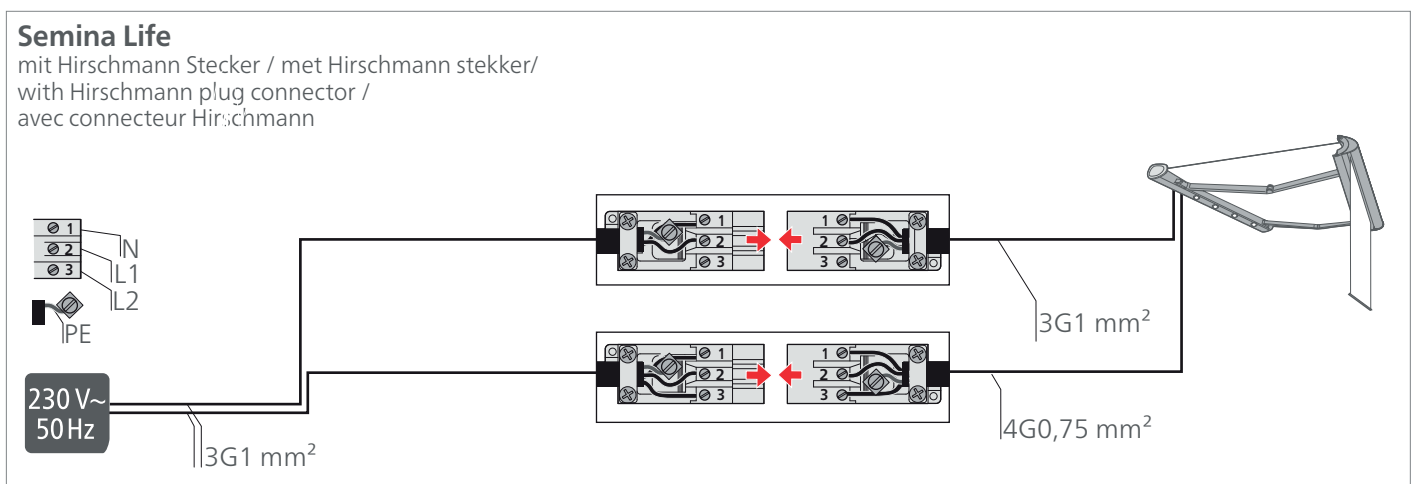 Semina Life
mit Hirschmann Stecker / met Hirschmann stekker/
with Hirschmann plug connector /
avec connecteur Hirschmann
1
2
3
N
L1
L2
PE
230 V~
50 Hz
3G1 mm²
1
2
3
1
2
3
3G1 mm²
1
2
3
1
2
3
4G0,75 mm²